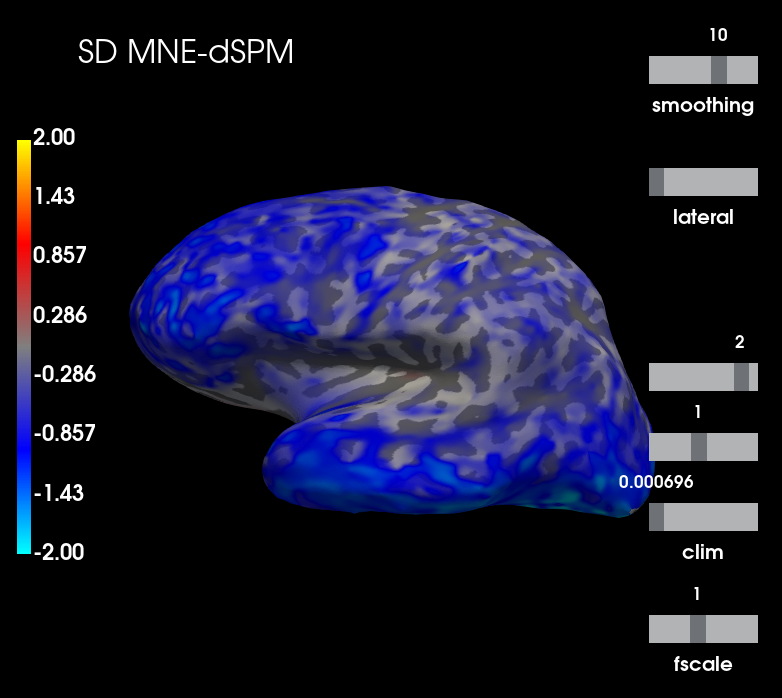 SD MNE-dSPM
2.00
1.43
0.857
0.286
-0.286
-0.857
-1.43
-2.00
10
smoothing
lateral
2
1
0.000696
clim
1
fscale